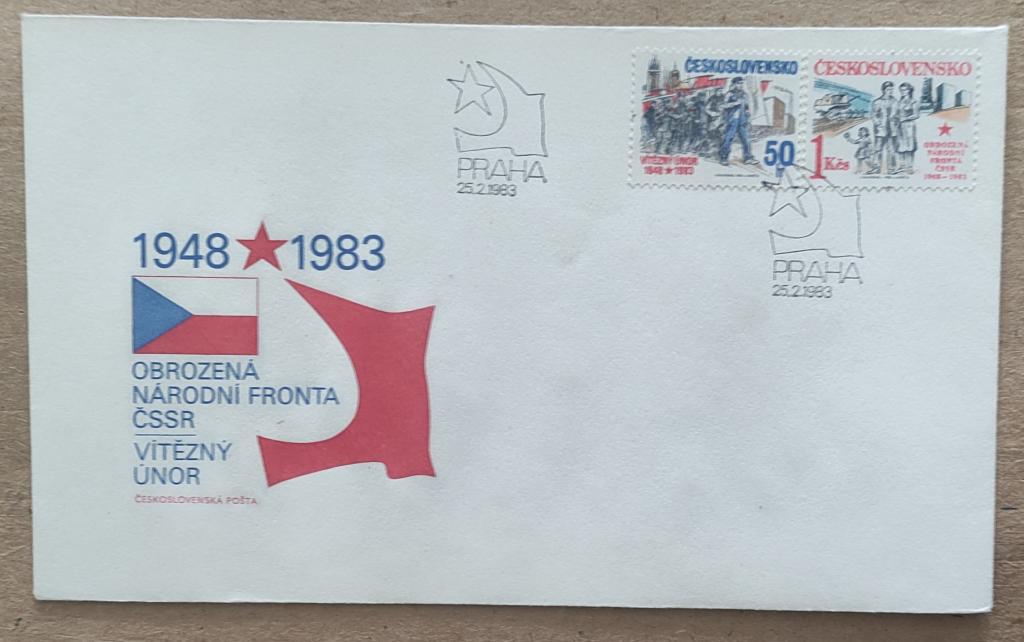 PRAHA
25.2.1983
ČESKOSLOVENSKO
VÍTĚZNÝ ÚNOR
1948 ★ 1983
50
ČESKOSLOVENSKO
1 Kčs
OBROZENÁ
NÁRODNÍ
FRONTA
ČSSR
1948-1983
PRAHA
25.2.1983
1948 ★ 1983
OBROZENÁ
NÁRODNÍ FRONTA
ČSSR
VÍTĚZNÝ
ÚNOR
ČESKOSLOVENSKÁ POŠTA